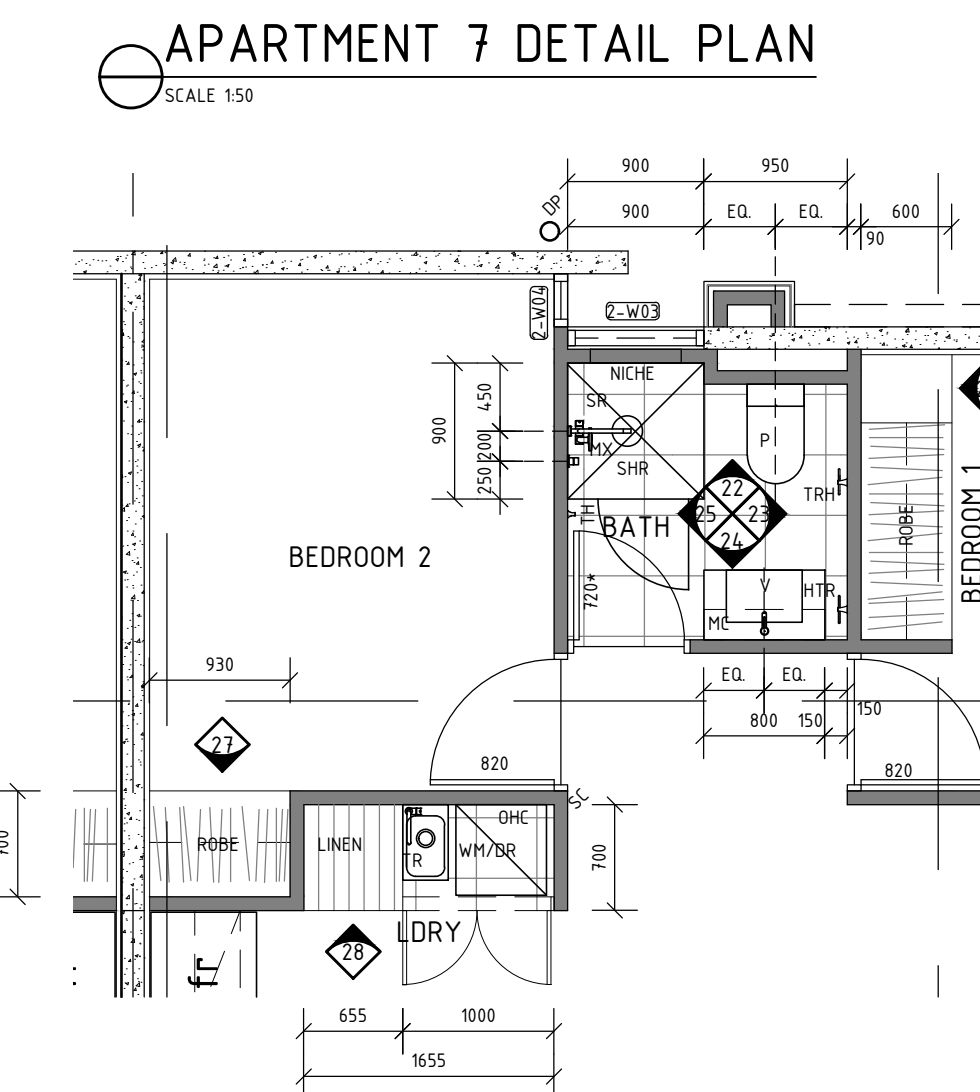 APARTMENT 7 DETAIL PLAN
SCALE 1:50
900 950
DP
900 EQ. EQ. 600
90
2-W04
2-W03
NICHE
450
SR
900
200
MX
P
SHR
250
22
TRH
25 23
TH
BATH
ROBE
24
BEDROOM 1
BEDROOM 2
720*
V
HTR
MC
930
EQ. EQ.
150
800 150
27
820
820
SC
OHC
700
ROBE
LINEN
TR
WM/DR
700
LDRY
28
fr
655 1000
1655